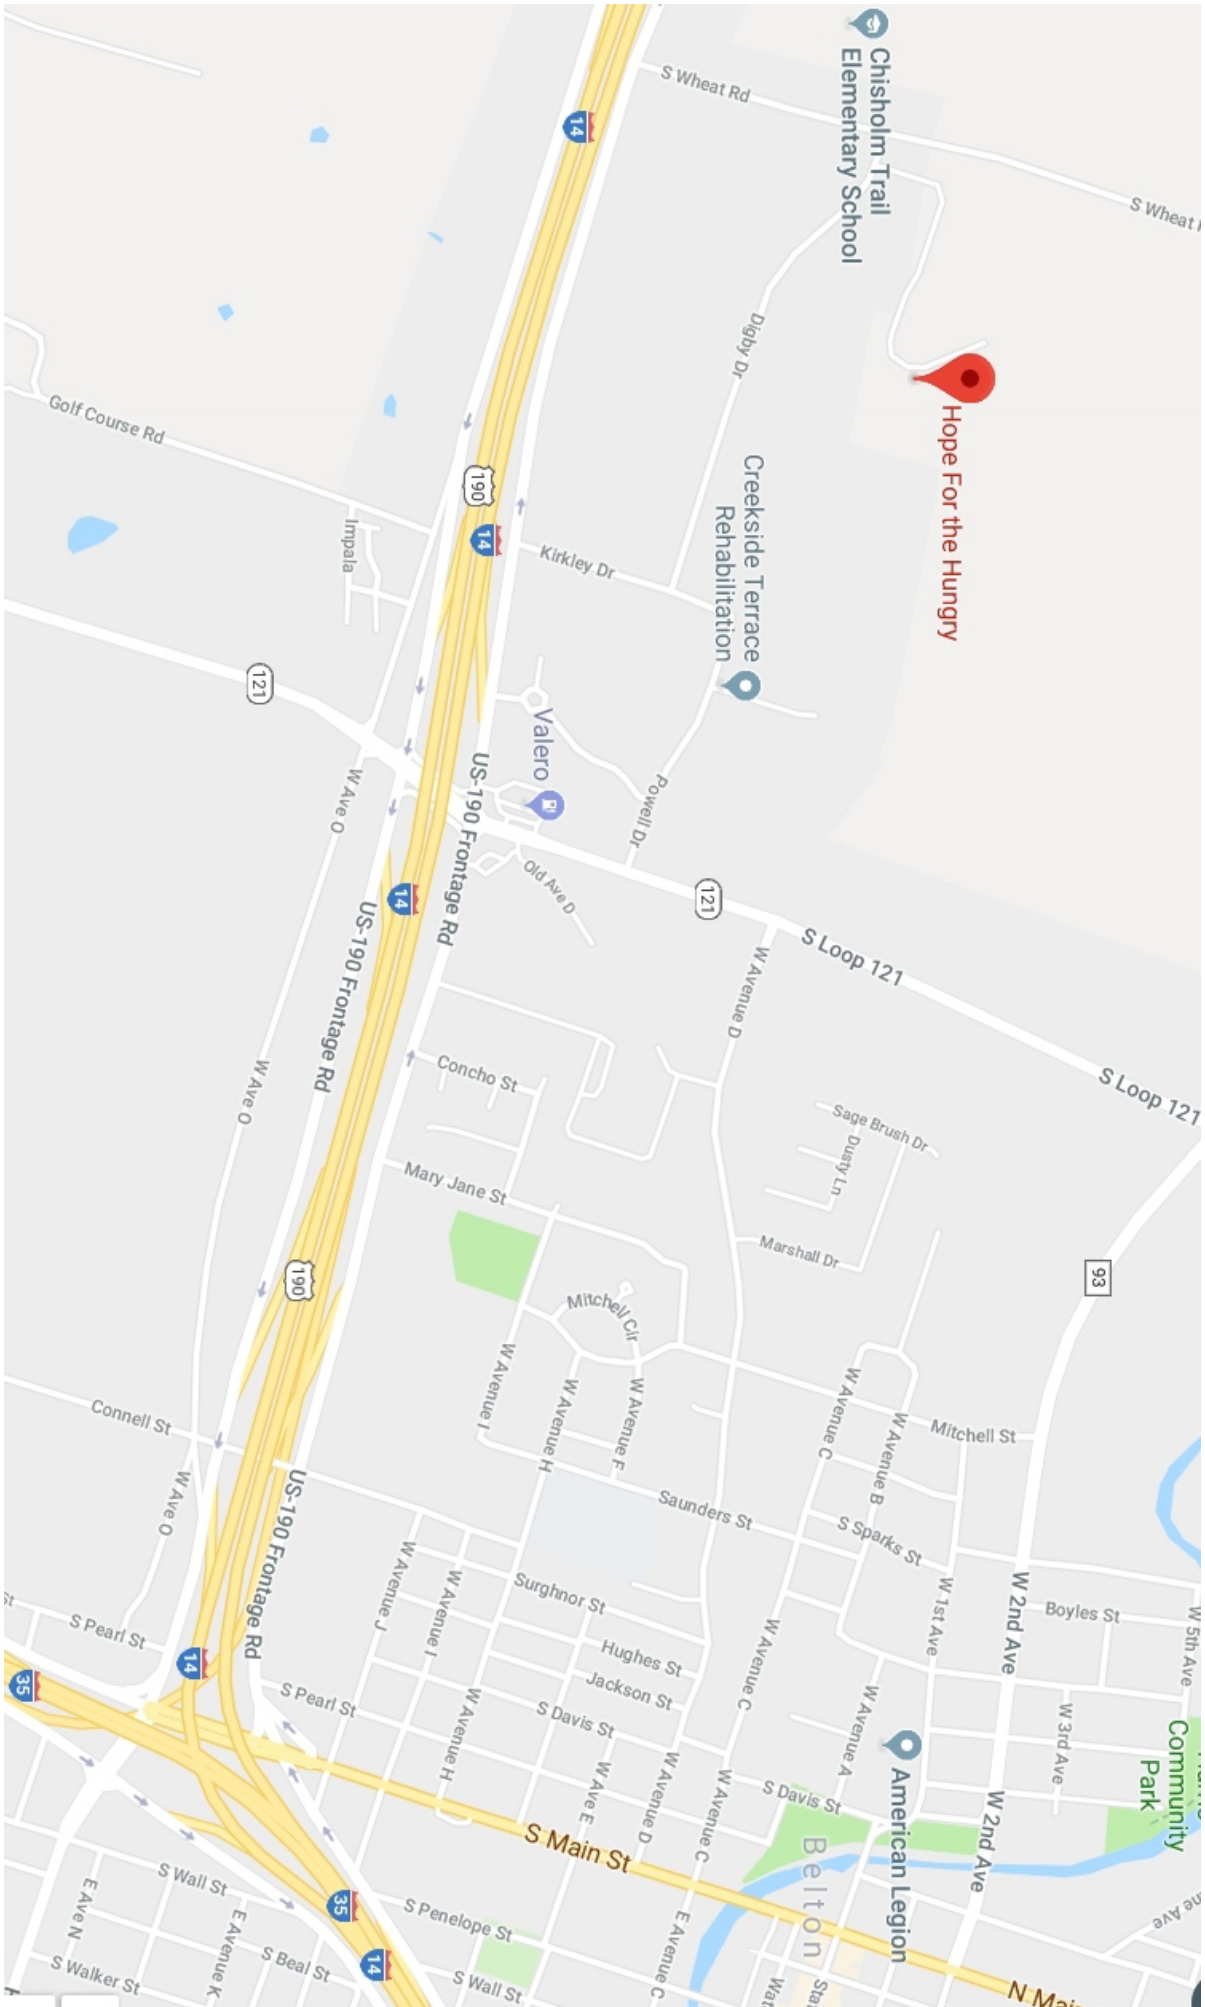 Chisholm Trail
Elementary School
S Wheat Rd
S Wheat
14
Digby Dr
Hope For the Hungry
Creekside Terrace
Rehabilitation
Golf Course Rd
190
14
Kirkley Dr
Impala
121
Valero
US-190 Frontage Rd
Powell Dr
W Ave O
Old Ave D
121
14
US-190 Frontage Rd
S Loop 121
W Avenue D
S Loop 121
Concho St
W Ave O
Sage Brush Dr
Dusty Ln
Mary Jane St
Marshall Dr
93
190
Mitchell Cir
W Avenue I
W Avenue H
W Avenue F
W Avenue C
W Avenue B
Mitchell St
Connell St
W Ave O
US-190 Frontage Rd
Saunders St
S Sparks St
W Avenue J
W Avenue I
Surghnor St
W 1st Ave
W 2nd Ave
Boyles St
W 5th Ave
St
S Pearl St
Hughes St
Jackson St
W Avenue C
14
35
S Pearl St
W Avenue H
S Davis St
W Avenue A
W 3rd Ave
Community
Park
W Ave E
W Avenue D
W Avenue C
S Davis St
American Legion
W 2nd Ave
S Main St
Belton
S Wall St
E Ave N
E Avenue K
35
S Penelope St
E Avenue C
S Walker St
S Beal St
14
S Wall St
Wat
Sta
N Main
ne Ave